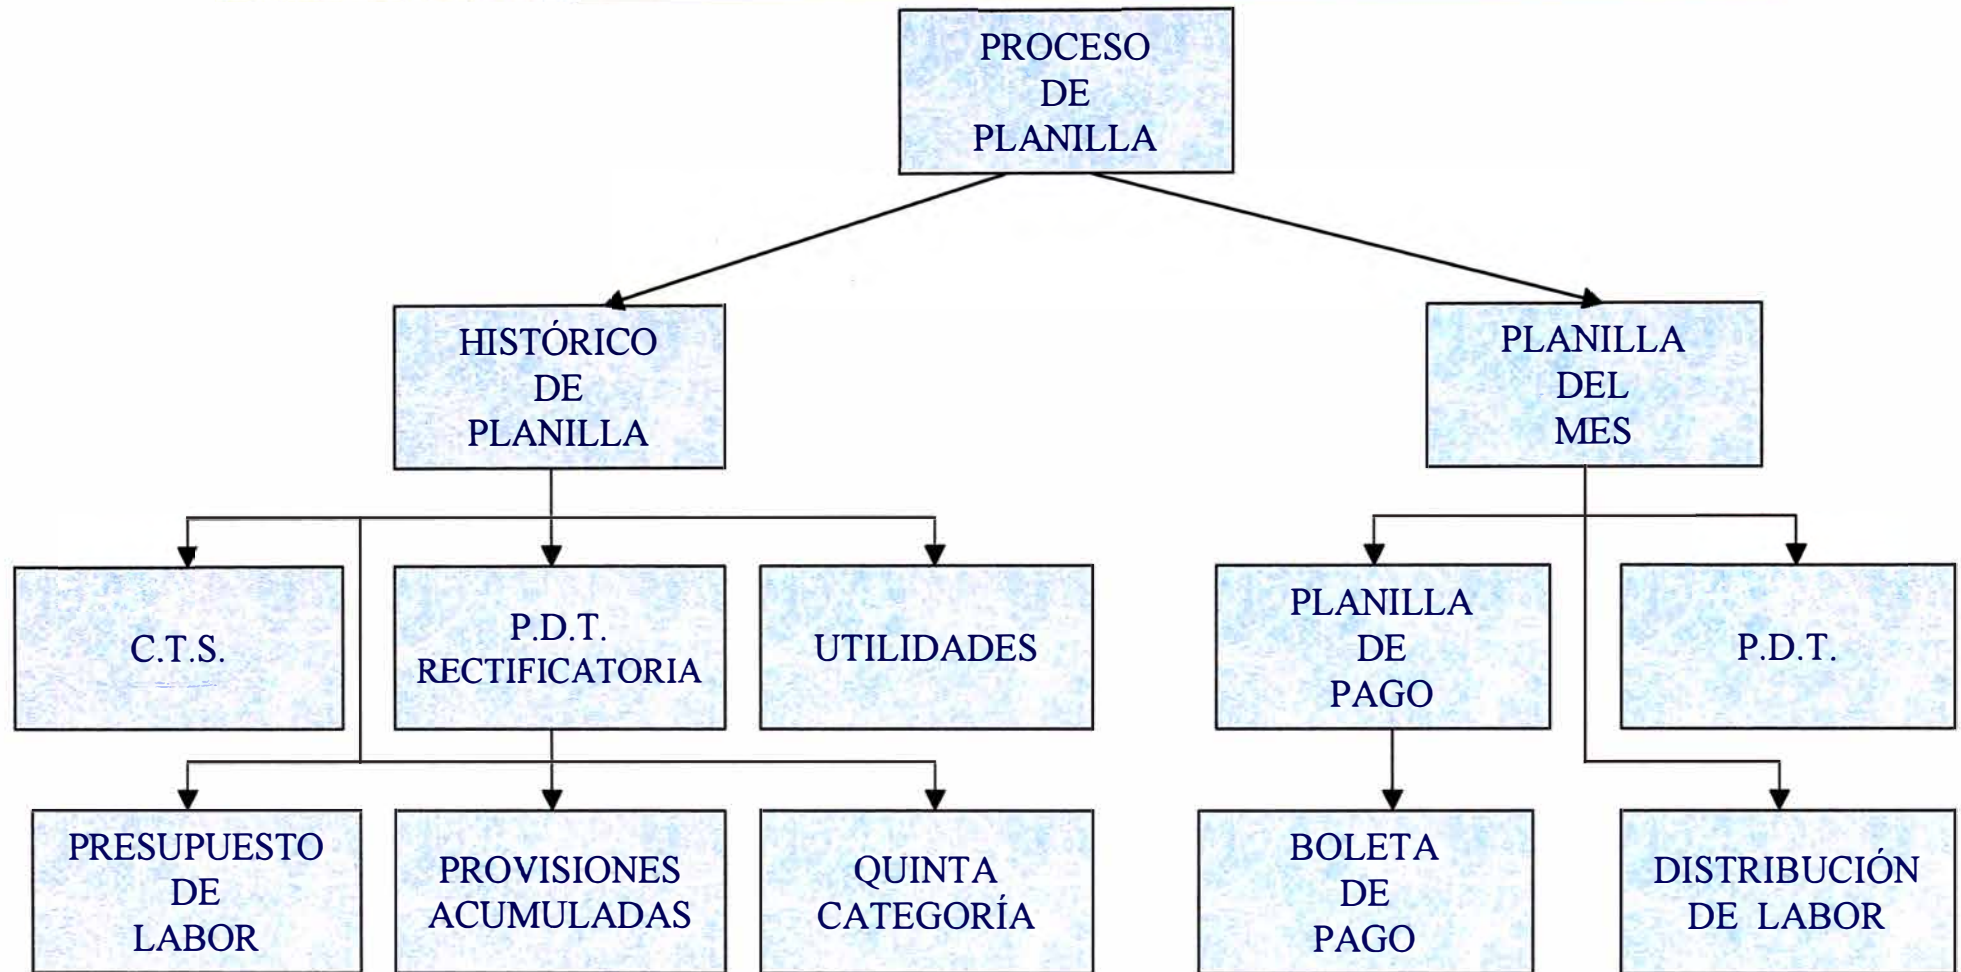 PROCESO
DE
PLANILLA
HISTÓRICO
DE
PLANILLA
PLANILLA
DEL
MES
C.T.S.
P.D.T.
RECTIFICATORIA
UTILIDADES
PLANILLA
DE
PAGO
P.D.T.
PRESUPUESTO
DE
LABOR
PROVISIONES
ACUMULADAS
QUINTA
CATEGORÍA
BOLETA
DE
PAGO
DISTRIBUCIÓN
DE LABOR